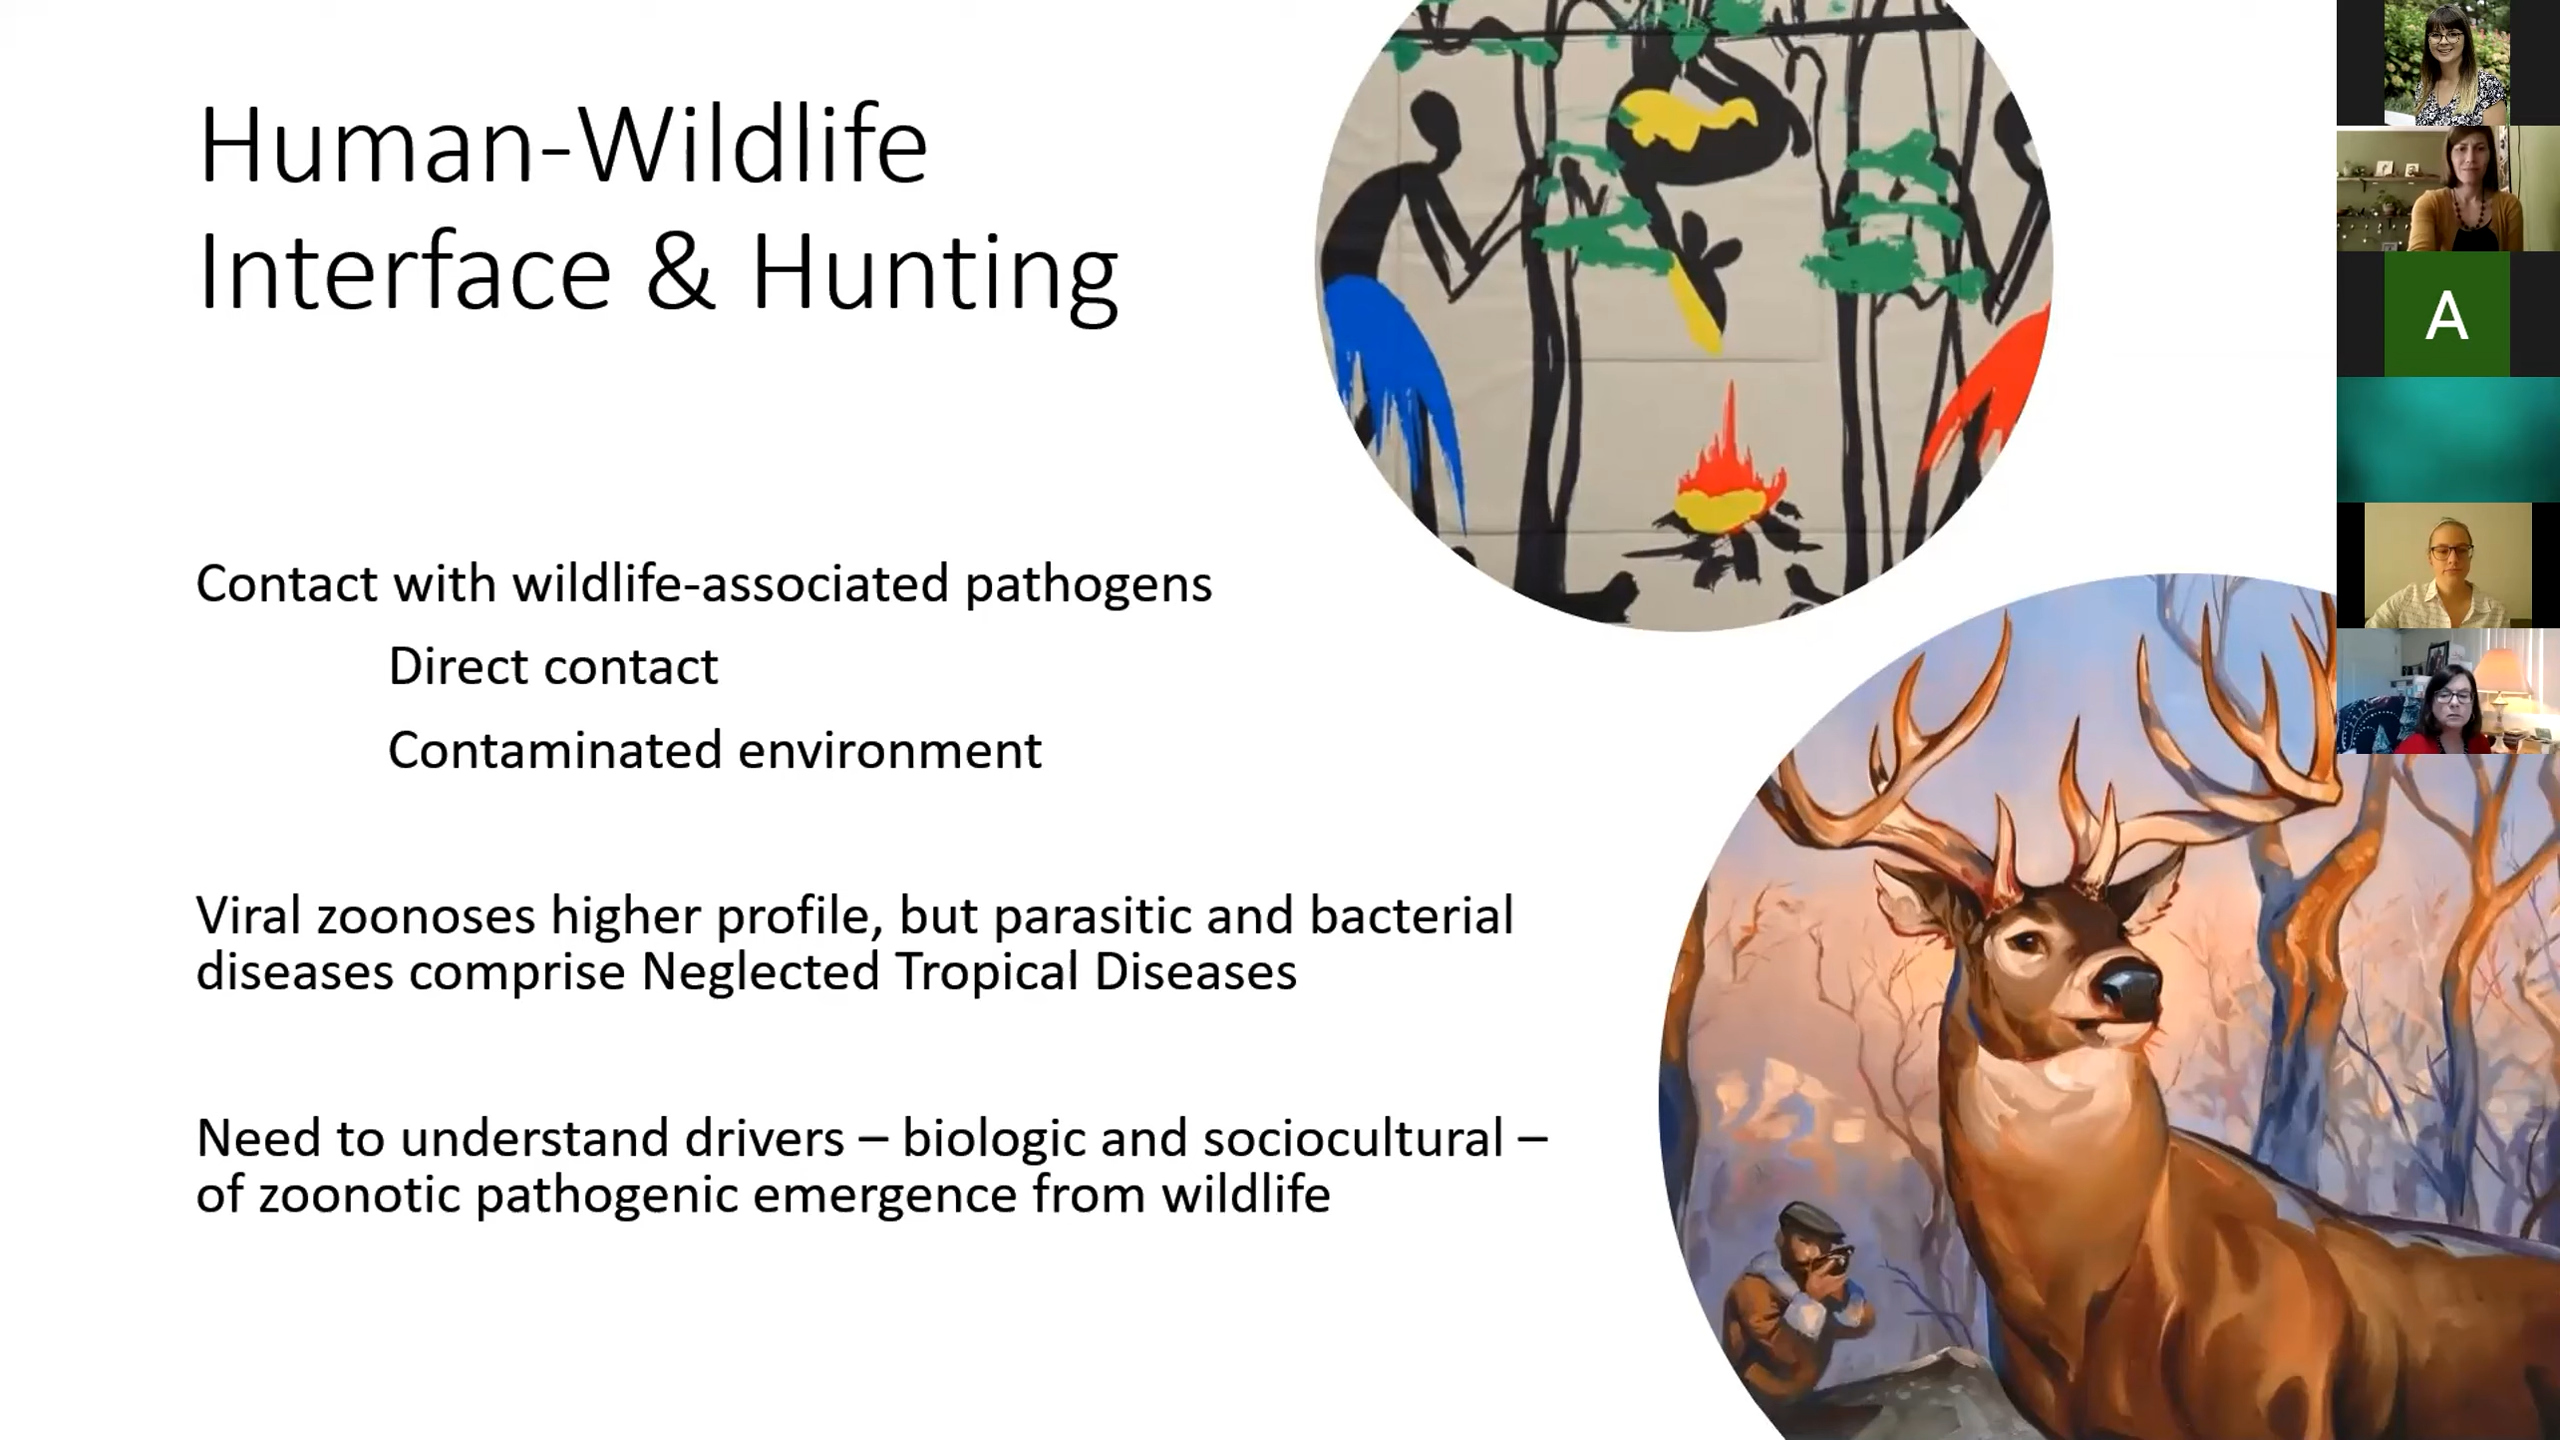 Human-Wildlife
Interface & Hunting
Contact with wildlife-associated pathogens
Direct contact
Contaminated environment
Viral zoonoses higher profile, but parasitic and bacterial
diseases comprise Neglected Tropical Diseases
Need to understand drivers – biologic and sociocultural –
of zoonotic pathogenic emergence from wildlife
A